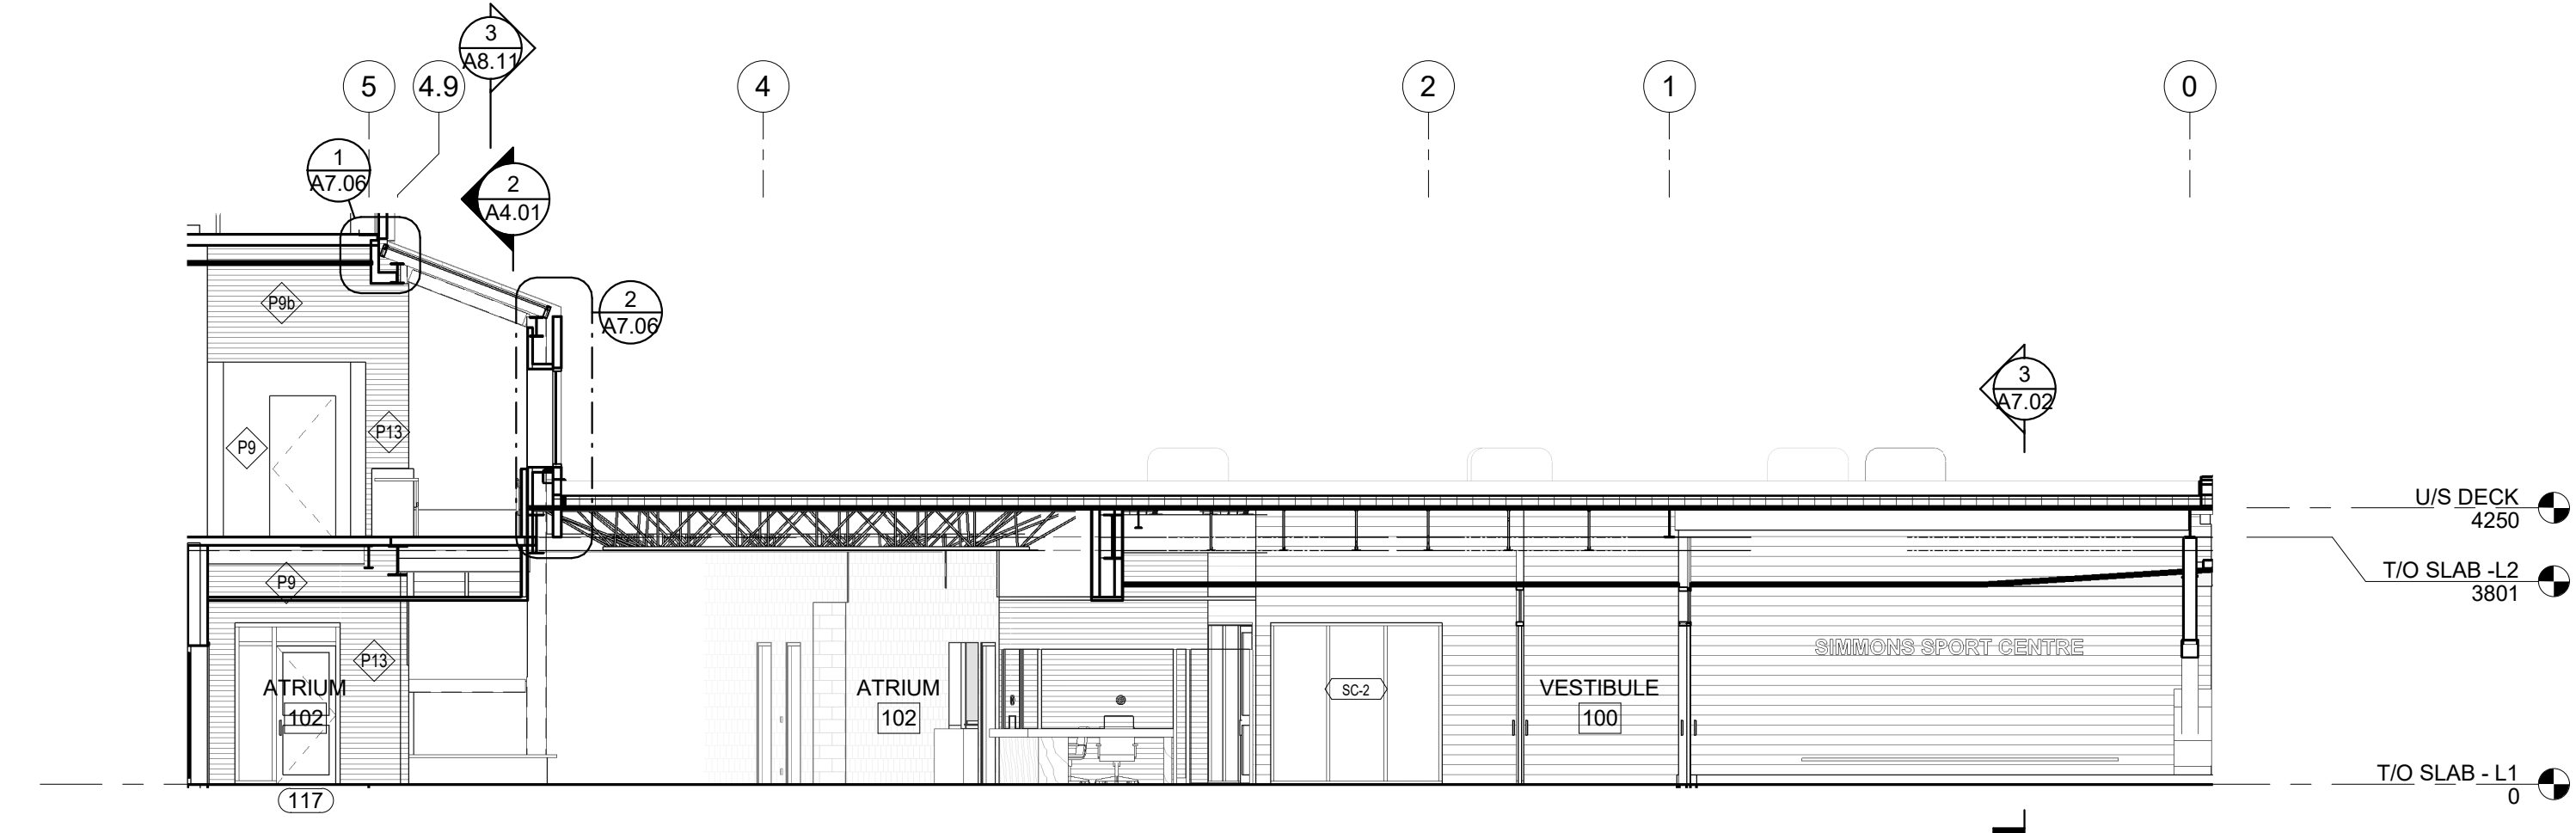 3
A8.11
5
4.9
4
2
1
0
1
A7.06
2
A4.01
P9b
2
A7.06
3
A7.02
P13
P9
U/S DECK
4250
T/O SLAB -L2
3801
P9
SIMMONS SPORT CENTRE
P13
ATRIUM
102
ATRIUM
102
SC-2
VESTIBULE
100
T/O SLAB - L1
0
117